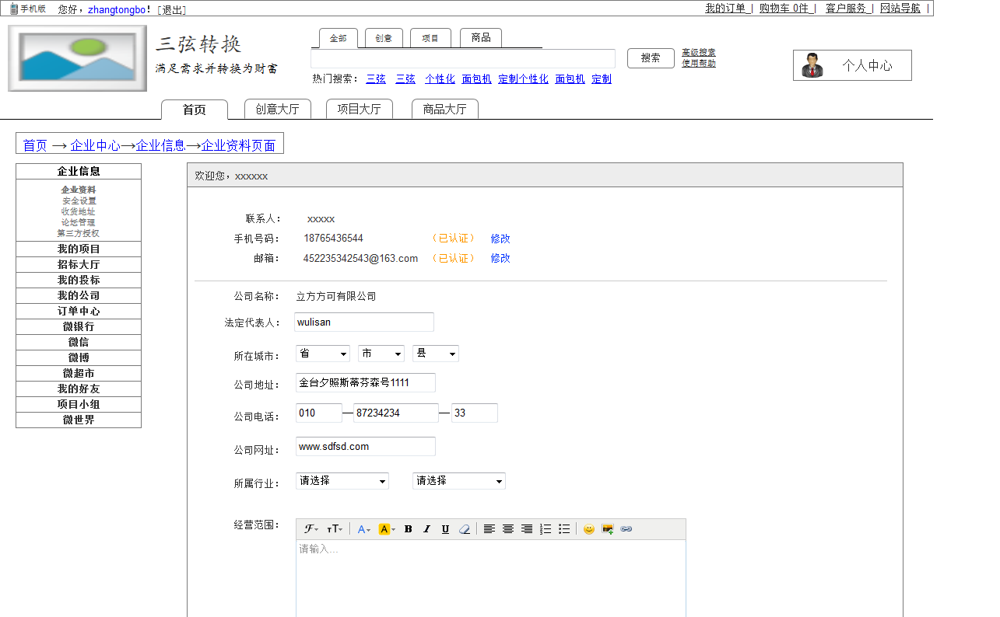 手机版 您好，zhangtongbo！[退出] 我的订单 | 购物车 0件 | 客户服务 | 网站导航 |
三弦转换
满足需求并转换为财富
全部 创意 项目 商品
搜索 高级搜索
使用帮助
个人中心
热门搜索： 三弦 三弦 个性化 面包机 定制个性化 面包机 定制
首页 创意大厅 项目大厅 商品大厅
首页 → 企业中心→企业信息→企业资料页面
企业信息
企业资料
安全设置
收货地址
论坛管理
第三方授权
我的项目
招标大厅
我的投标
我的公司
订单中心
微银行
微信
微博
微超市
我的好友
项目小组
微世界
欢迎您，xxxxxx
联系人： xxxxx
手机号码： 18765436544 （已认证） 修改
邮箱： 452235342543@163.com （已认证） 修改
公司名称： 立方方可有限公司
法定代表人： wulisan
所在城市： 省 市 县
公司地址： 金台夕照斯蒂芬森号1111
公司电话： 010 — 87234234 — 33
公司网址： www.sdfsd.com
所属行业： 请选择 请选择
经营范围： F TT A A B I U
请输入...